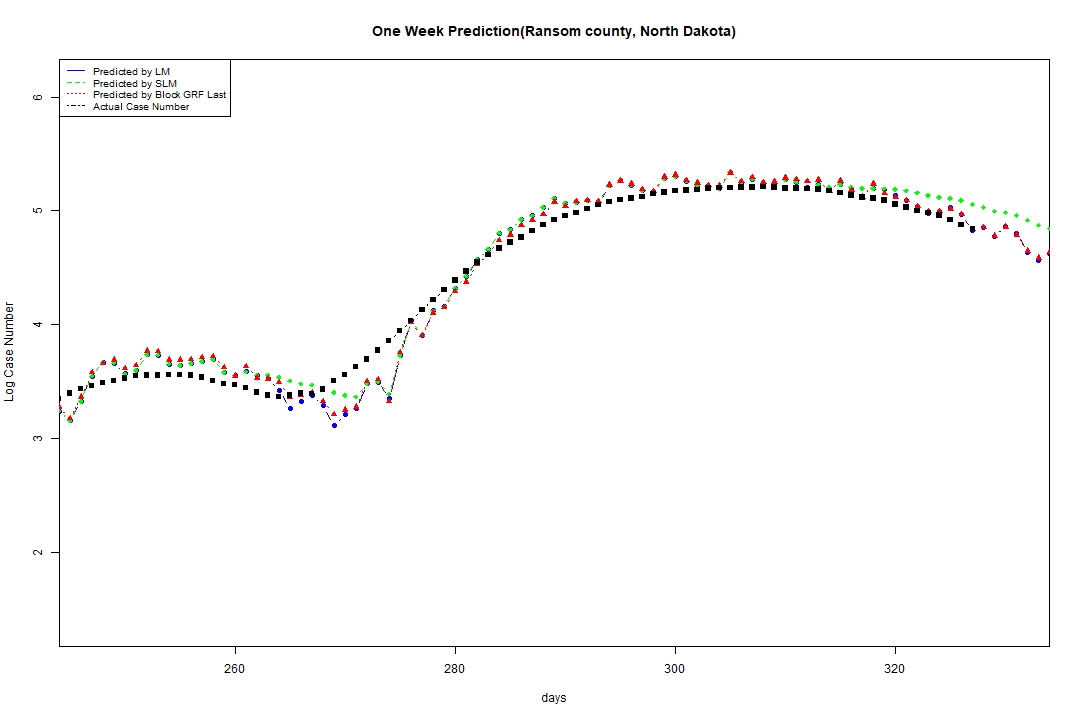 One Week Prediction(Ransom county, North Dakota)
Predicted by LM
Predicted by SLM
Predicted by Block GRF Last
Actual Case Number
6
5
4
3
2
Log Case Number
260 280 300 320
days